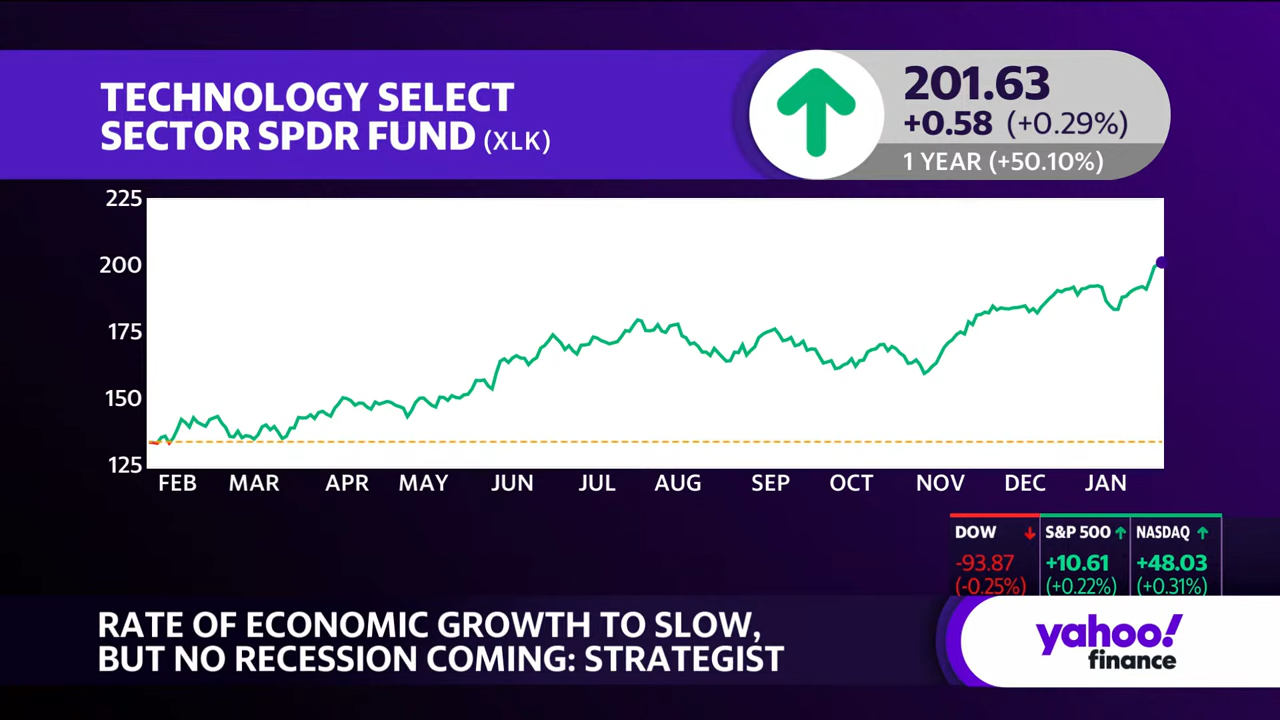 TECHNOLOGY SELECT
SECTOR SPDR FUND (XLK)
201.63
+0.58 (+0.29%)
1 YEAR (+50.10%)
225
200
175
150
125
FEB MAR APR MAY JUN JUL AUG SEP OCT NOV DEC JAN
DOW S&P 500 NASDAQ
-93.87 +10.61 +48.03
(-0.25%) (+0.22%) (+0.31%)
RATE OF ECONOMIC GROWTH TO SLOW,
BUT NO RECESSION COMING: STRATEGIST
yahoo!
finance